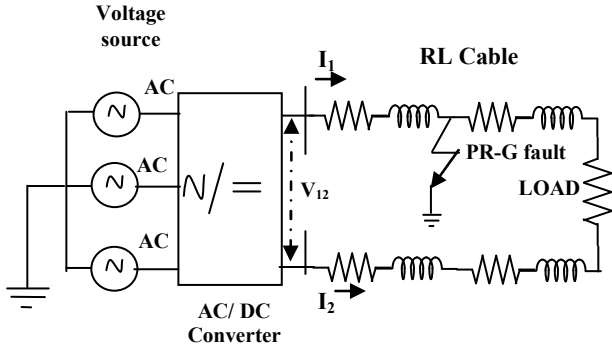 Voltage
source
AC
AC
AC
AC/ DC
Converter
V12
I1
I2
RL Cable
PR-G fault
LOAD